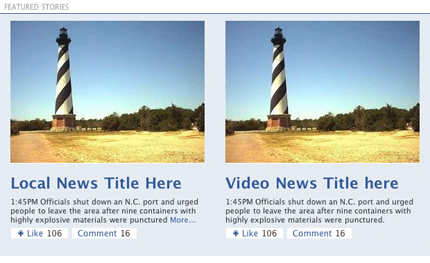 FEATURED STORIES
Local News Title Here
1:45PM Officials shut down an N.C. port and urged
people to leave the area after nine containers with
highly explosive materials were punctured More...
Like 106 Comment 16
Video News Title here
1:45PM Officials shut down an N.C. port and urged
people to leave the area after nine containers with
highly explosive materials were punctured.
Like 106 Comment 16